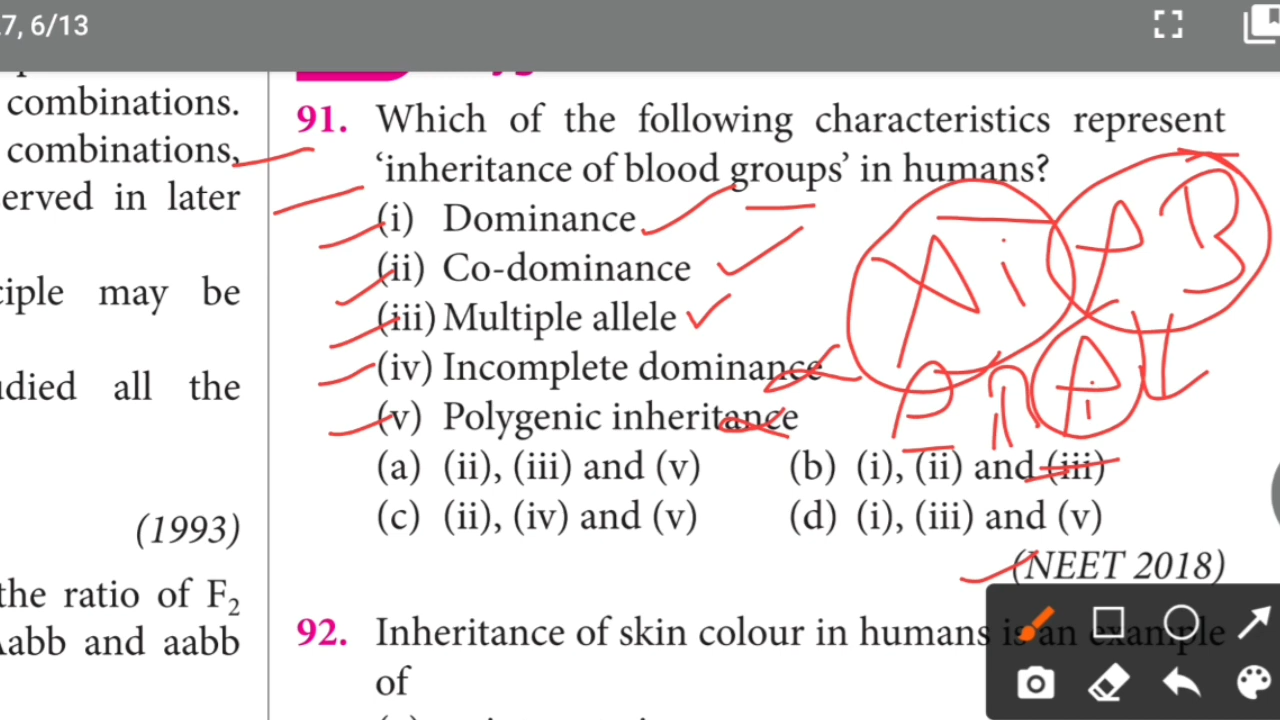 7, 6/13
combinations.
combinations,
erved in later
ciple may be
died all the
(1993)
the ratio of F₂
abb and aabb
91. Which of the following characteristics represent
‘inheritance of blood groups’ in humans?
(i) Dominance
(ii) Co-dominance
(iii) Multiple allele
(iv) Incomplete dominance
(v) Polygenic inheritance
(a) (ii), (iii) and (v) (b) (i), (ii) and (iii)
(c) (ii), (iv) and (v) (d) (i), (iii) and (v)
(NEET 2018)
92. Inheritance of skin colour in humans is an example
of
Ai AB